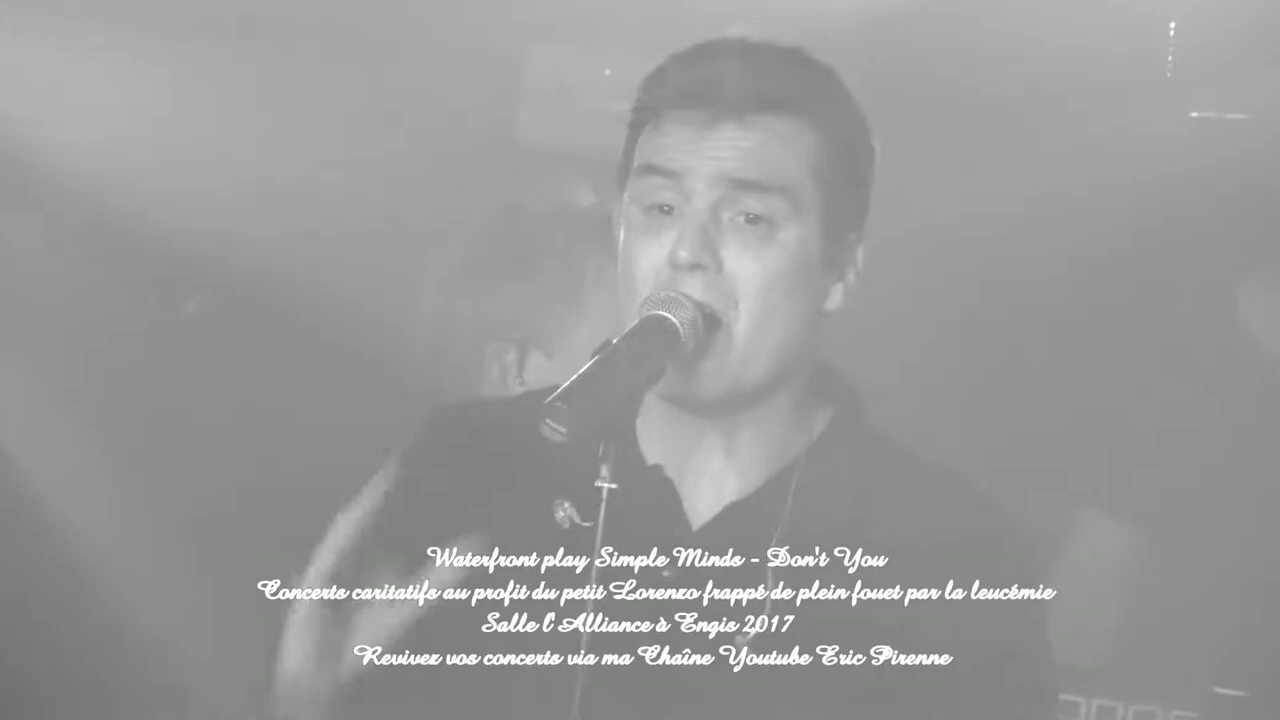 Waterfront play Simple Minds - Don't You
Concerts caritatifs au profit du petit Lorenzo frappé de plein fouet par la leucémie
Salle l'Alliance à Engis 2017
Revivez vos concerts via ma Chaîne Youtube Eric Pirenne